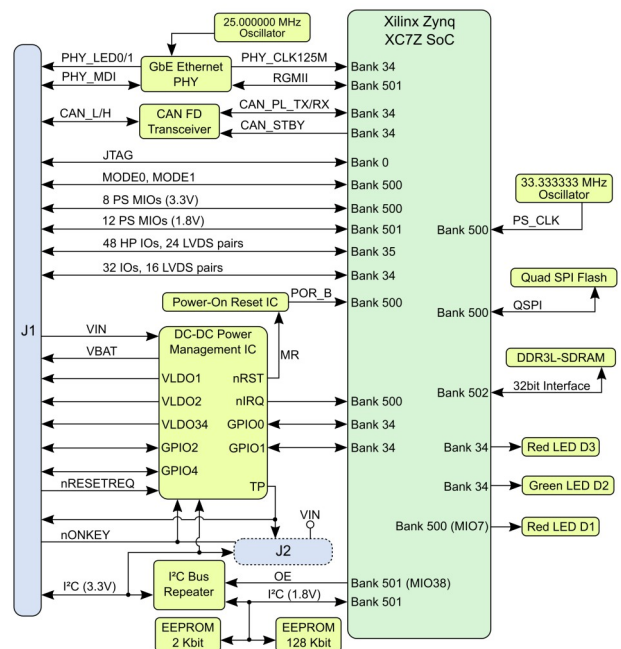 25.000000 MHz
Oscillator
Xilinx Zynq
XC7Z SoC
PHY_LED0/1
GbE Ethernet
PHY
PHY_CLK125M
Bank 34
PHY_MDI
RGMII
Bank 501
CAN_L/H
CAN FD
Transceiver
CAN_PL_TX/RX
Bank 34
CAN_STBY
Bank 34
JTAG
Bank 0
MODE0, MODE1
Bank 500
33.333333 MHz
Oscillator
8 PS MIOs (3.3V)
Bank 500
12 PS MIOs (1.8V)
Bank 501
Bank 500
PS_CLK
48 HP IOs, 24 LVDS pairs
Bank 35
32 IOs, 16 LVDS pairs
Bank 34
Quad SPI Flash
Power-On Reset IC
POR_B
Bank 500
Bank 500
QSPI
J1
VIN
DC-DC Power
Management IC
MR
VBAT
DDR3L-SDRAM
VLDO1
nRST
Bank 502
32bit Interface
VLDO2
nIRQ
Bank 500
VLDO34
GPIO0
Bank 34
GPIO2
GPIO1
Bank 34
Bank 34
Red LED D3
GPIO4
nRESETREQ
TP
Bank 34
Green LED D2
VIN
nONKEY
J2
Bank 500 (MIO7)
Red LED D1
I²C (3.3V)
I²C Bus
Repeater
OE
Bank 501 (MIO38)
I²C (1.8V)
Bank 501
EEPROM
2 Kbit
EEPROM
128 Kbit